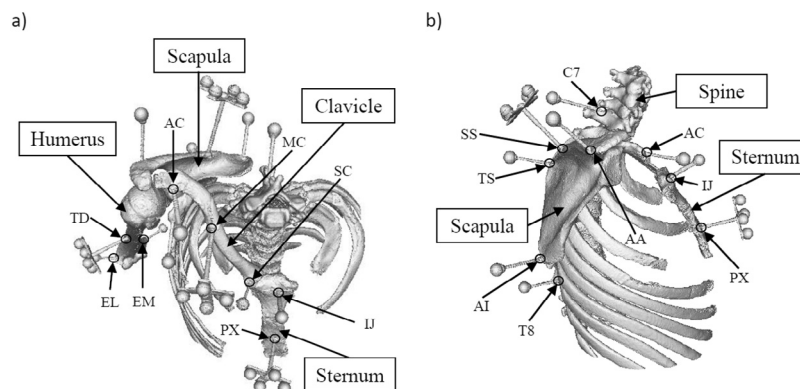 a)
Scapula
Clavicle
AC
MC
Humerus
SC
TD
EL
EM
IJ
PX
Sternum
b)
C7
Spine
SS
AC
Sternum
TS
IJ
Scapula
AA
PX
AI
T8